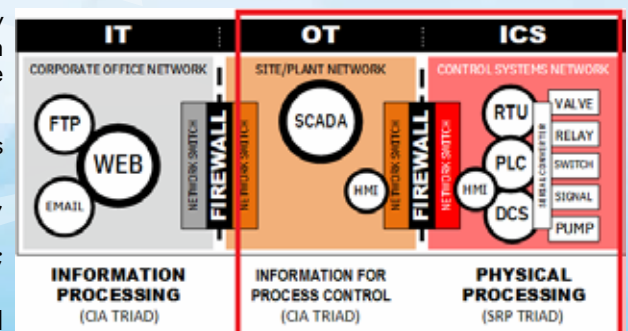 IT
OT
ICS
CORPORATE OFFICE NETWORK
SITE/PLANT NETWORK
CONTROL SYSTEMS NETWORK
FTP
WEB
EMAIL
NETWORK SWITCH
FIREWALL
NETWORK SWITCH
SCADA
HMI
NETWORK SWITCH
FIREWALL
NETWORK SWITCH
HMI
RTU
PLC
DCS
SERIAL CONVERTER
VALVE
RELAY
SWITCH
SIGNAL
PUMP
INFORMATION
PROCESSING
(CIA TRIAD)
INFORMATION FOR
PROCESS CONTROL
(CIA TRIAD)
PHYSICAL
PROCESSING
(SRP TRIAD)